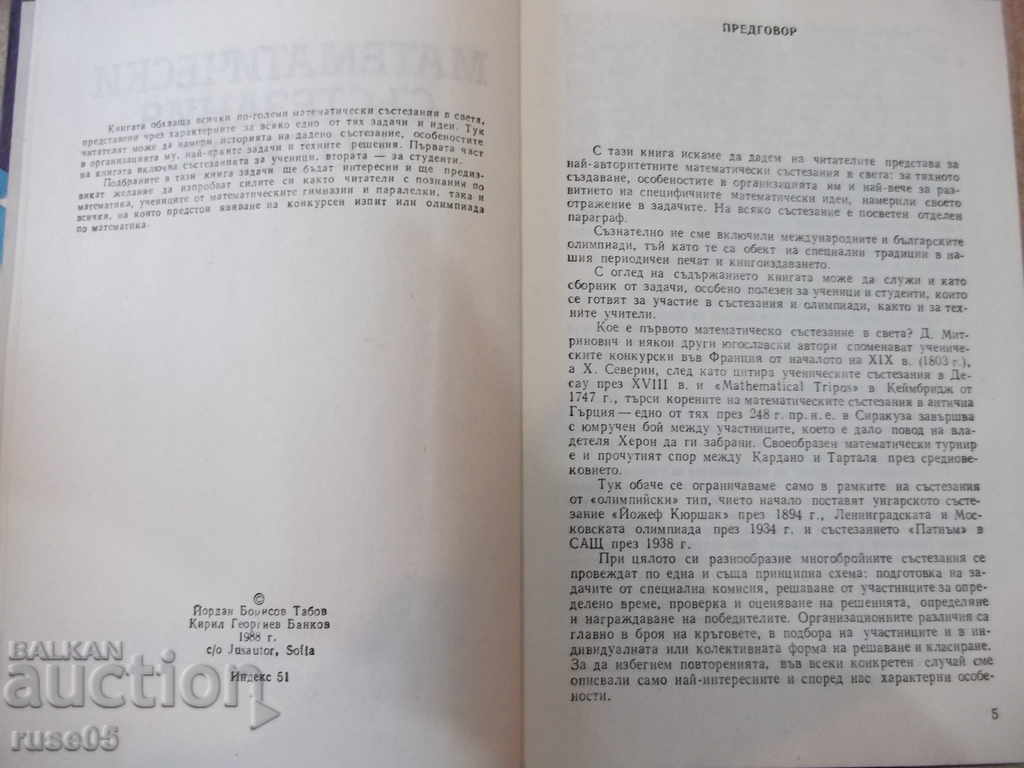 МАТЕМАТИЧЕСКИ
СЪСТЕЗАНИЯ
Книгата обхваща всички по-големи математически състезания в света,
представени чрез характерните за всяко едно от тях задачи и идеи. Тук
читателят може да намери историята на дадено състезание, особеностите
в организацията му, най-ярките задачи и техните решения. Първата част
на книгата включва състезанията за ученици, втората — за студенти.
Подбраните в тази книга задачи ще бъдат интересни и ще предиз-
викат желание да изпробват силите си както читатели с познания по
математика, учениците от математическите гимназии и паралелки, така и
всички, на които предстои явяване на конкурсен изпит или олимпиада
по математика.
©
Йордан Борисов Табов
Кирил Георгиев Банков
1988 г.
c/o Jusautor, Sofia
Индекс 51
BALKAN
auction
ruse05
ПРЕДГОВОР
С тази книга искаме да дадем на читателите представа за
най-авторитетните математически състезания в света: за тяхното
създаване, особеностите в организацията им и най-вече за раз-
витието на специфичните математически идеи, намерили своето
отражение в задачите. На всяко състезание е посветен отделен
параграф.
Съзнателно не сме включили международните и българските
олимпиади, тъй като те са обект на специални традиции в на-
шия периодичен печат и книгоиздаването.
С оглед на съдържанието книгата може да служи и като
сборник от задачи, особено полезен за ученици и студенти, които
се готвят за участие в състезания и олимпиади, както и за тех-
ните учители.
Кое е първото математическо състезание в света? Д. Мит-
ринович и някои други югославски автори споменават учениче-
ските конкурски във Франция от началото на XIX в. (1803 г.),
а Х. Северин, след като цитира ученическите състезания в Де-
сау през XVIII в. и «Mathematical Tripos» в Кеймбридж от
1747 г., търси корените на математическите състезания в антична
Гърция — едно от тях през 248 г. пр. н. е. в Сиракуза завършва
с юмручен бой между участниците, което е дало повод на вла-
детеля Херон да ги забрани. Своеобразен математически турнир
е и прочутият спор между Кардано и Тарталя през среднове-
ковието.
Тук обаче се ограничаваме само в рамките на състезания
от «олимпийски» тип, чието начало поставят унгарското състе-
зание «Йожеф Кюршак» през 1894 г., Ленинградската и Мос-
ковската олимпиада през 1934 г. и състезанието «Патнъм» в
САЩ през 1938 г.
При цялото си разнообразие многобройните състезания се
провеждат по една и съща принципна схема: подготовка на за-
дачите от специална комисия, решаване от участниците за оп-
ределено време, проверка и оценяване на решенията, определяне
и награждаване на победителите. Организационните различия са
главно в броя на кръговете, в подбора на участниците и в ин-
дивидуалната или колективната форма на решаване и класиране.
За да избегнем повторенията, във всеки конкретен случай сме
описвали само най-интересните и според нас характерни особе-
ности.
5